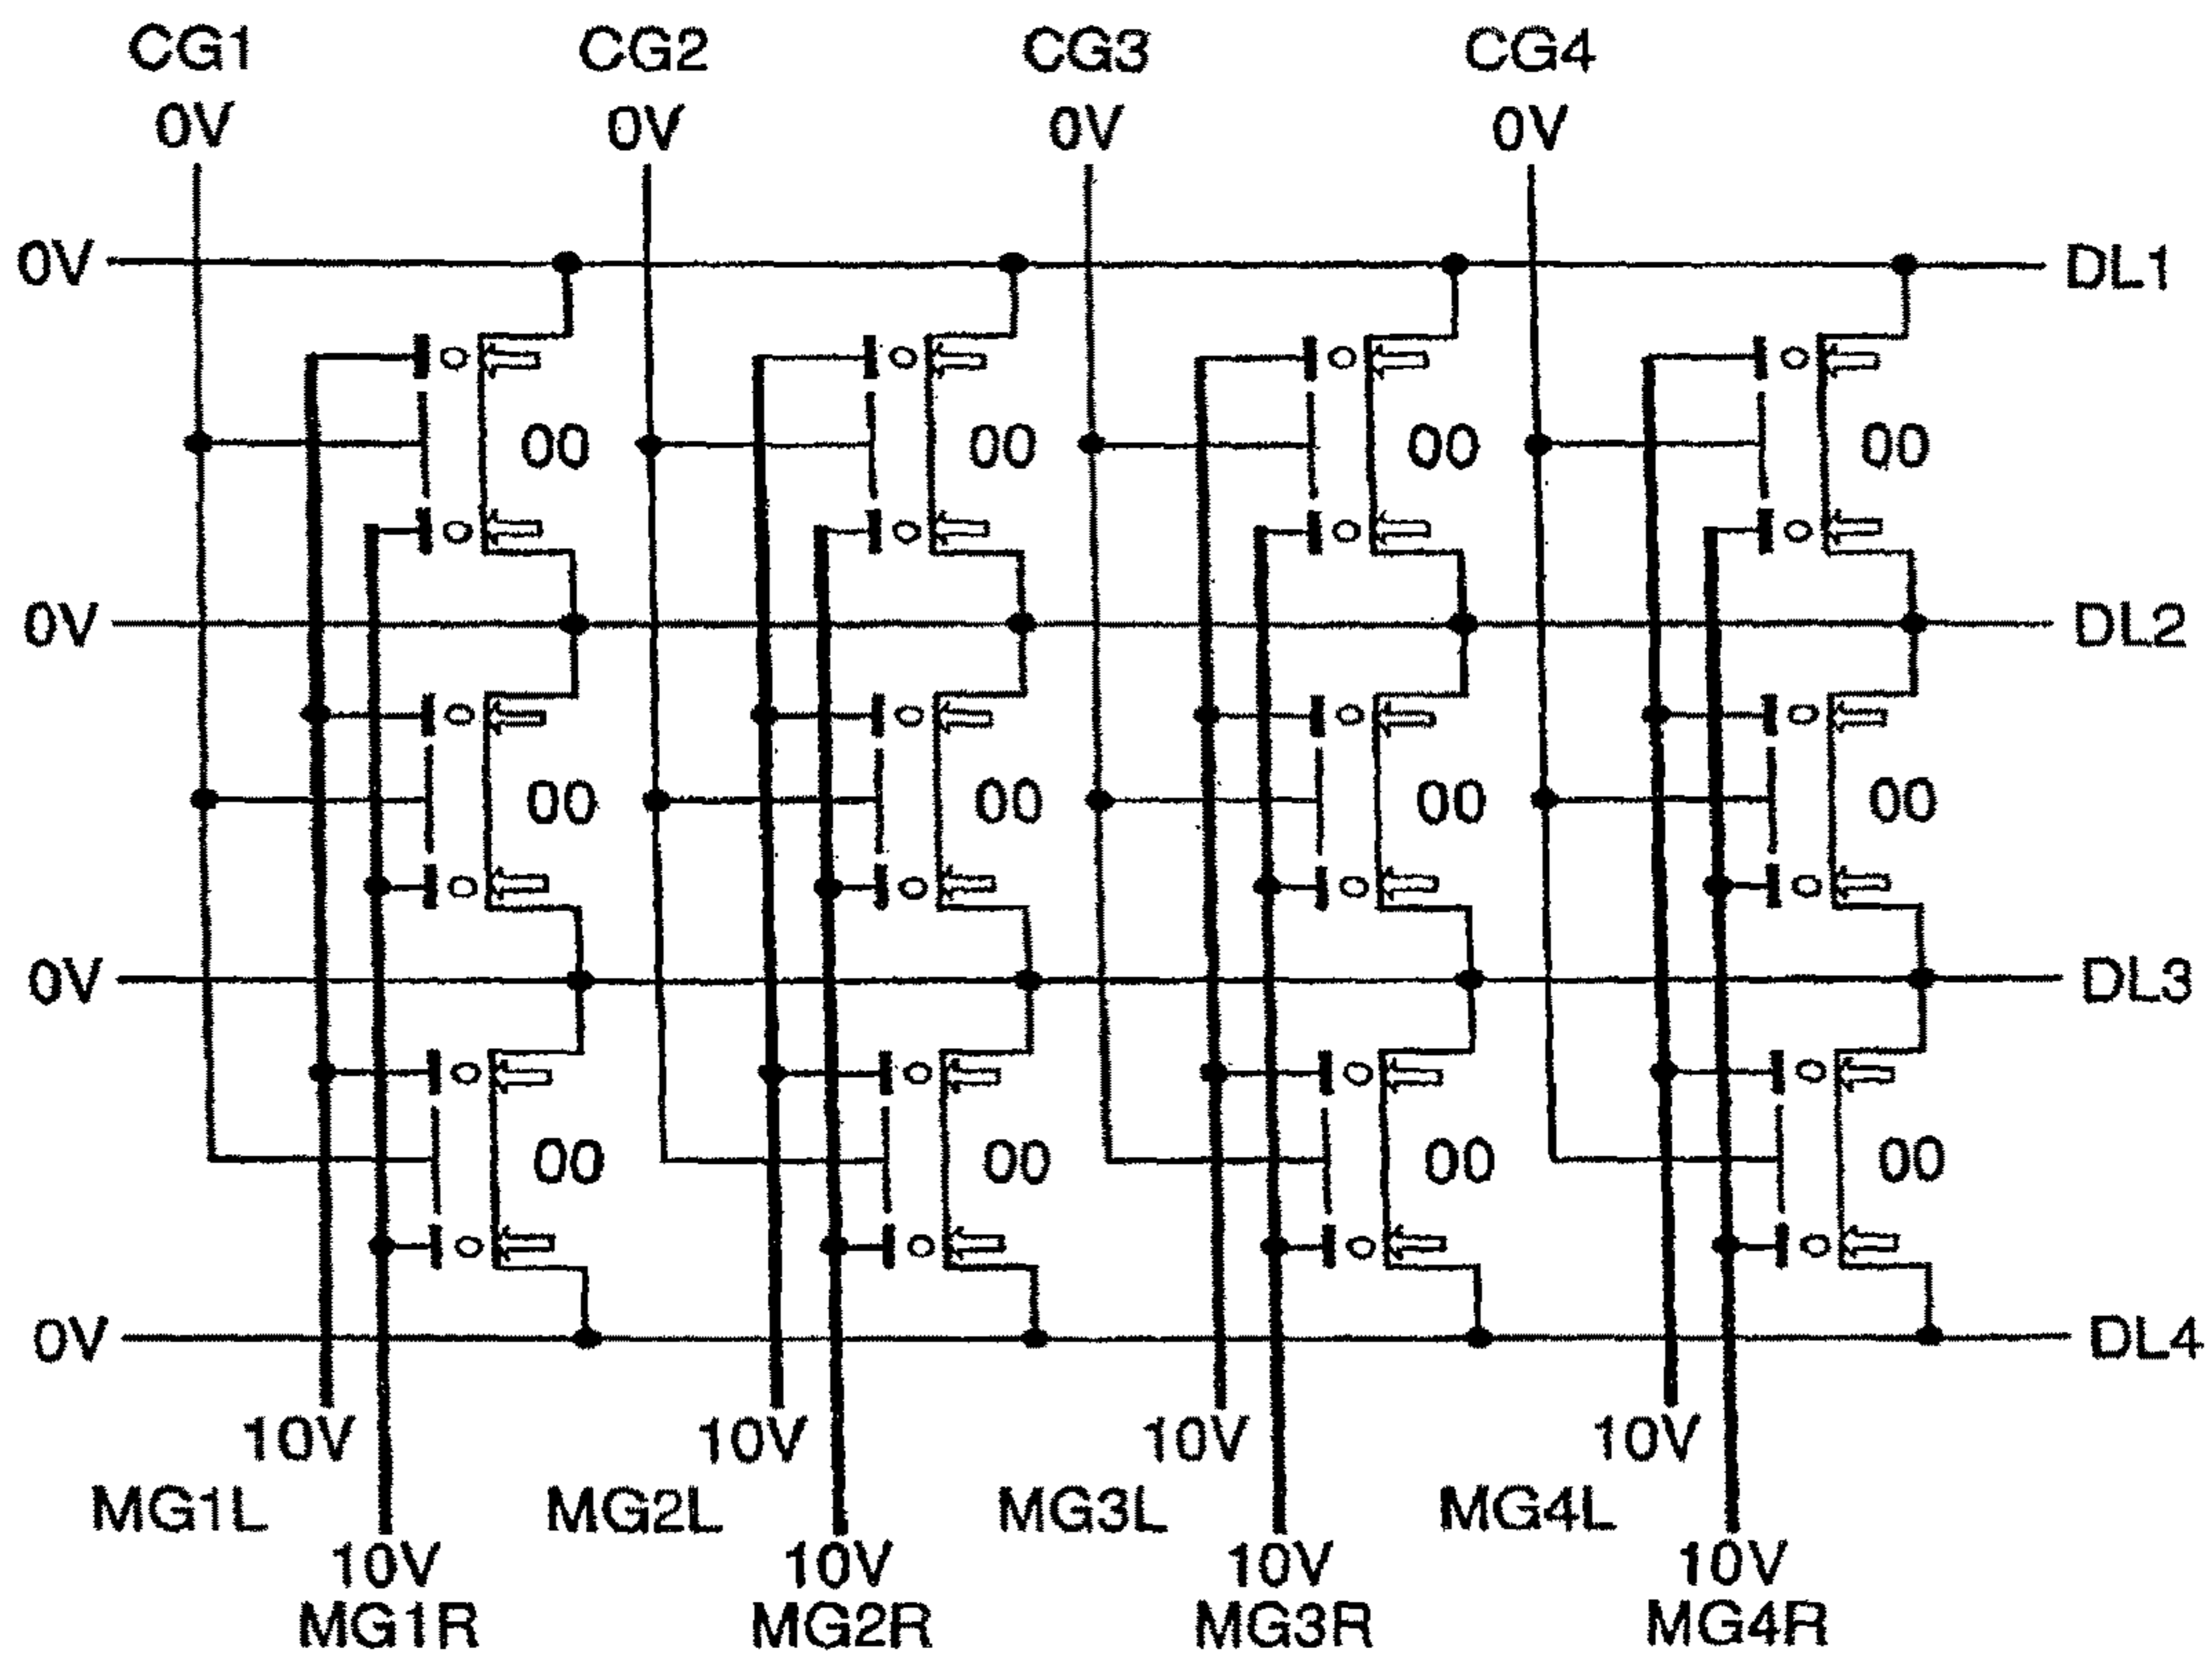 CG1 CG2 CG3 CG4
0V 0V 0V 0V
0V DL1
00 00 00 00
0V DL2
00 00 00 00
0V DL3
00 00 00 00
0V DL4
10V 10V 10V 10V
MG1L MG2L MG3L MG4L
10V 10V 10V 10V
MG1R MG2R MG3R MG4R